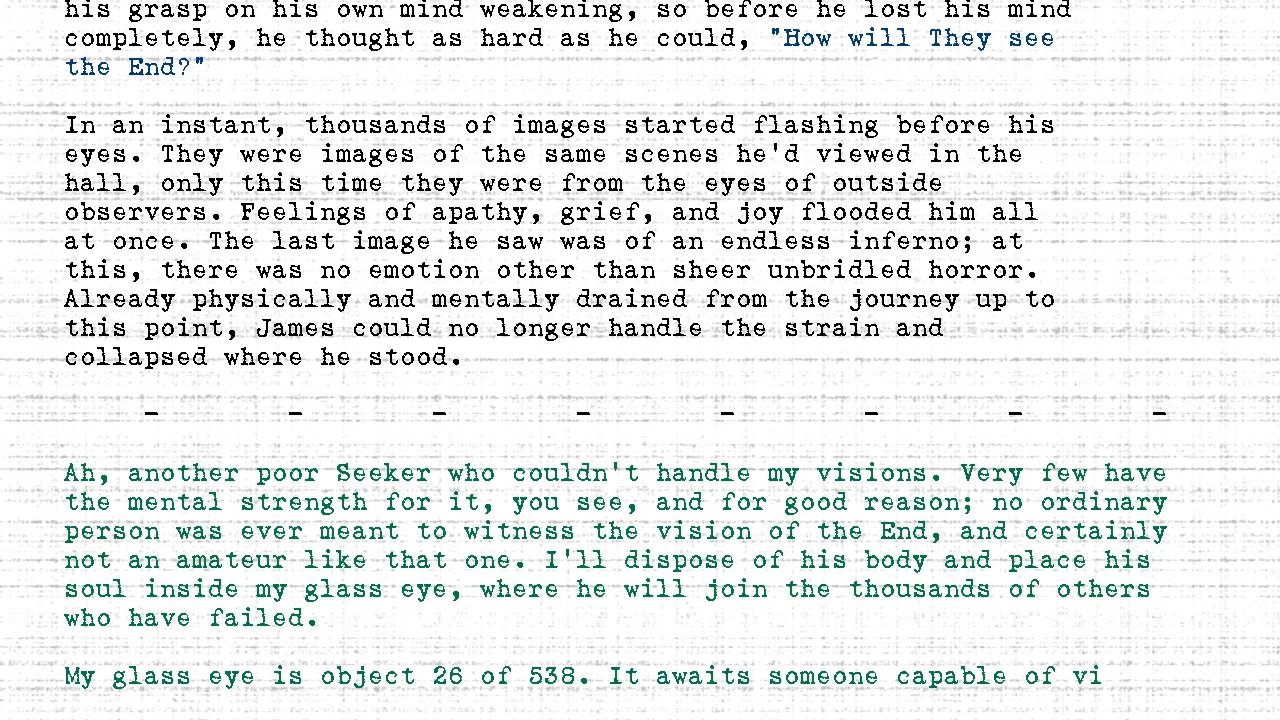 his grasp on his own mind weakening, so before he lost his mind
completely, he thought as hard as he could, "How will They see
the End?"
In an instant, thousands of images started flashing before his
eyes. They were images of the same scenes he'd viewed in the
hall, only this time they were from the eyes of outside
observers. Feelings of apathy, grief, and joy flooded him all
at once. The last image he saw was of an endless inferno; at
this, there was no emotion other than sheer unbridled horror.
Already physically and mentally drained from the journey up to
this point, James could no longer handle the strain and
collapsed where he stood.
- - - - - - - -
Ah, another poor Seeker who couldn't handle my visions. Very few have
the mental strength for it, you see, and for good reason; no ordinary
person was ever meant to witness the vision of the End, and certainly
not an amateur like that one. I'll dispose of his body and place his
soul inside my glass eye, where he will join the thousands of others
who have failed.
My glass eye is object 26 of 538. It awaits someone capable of vi